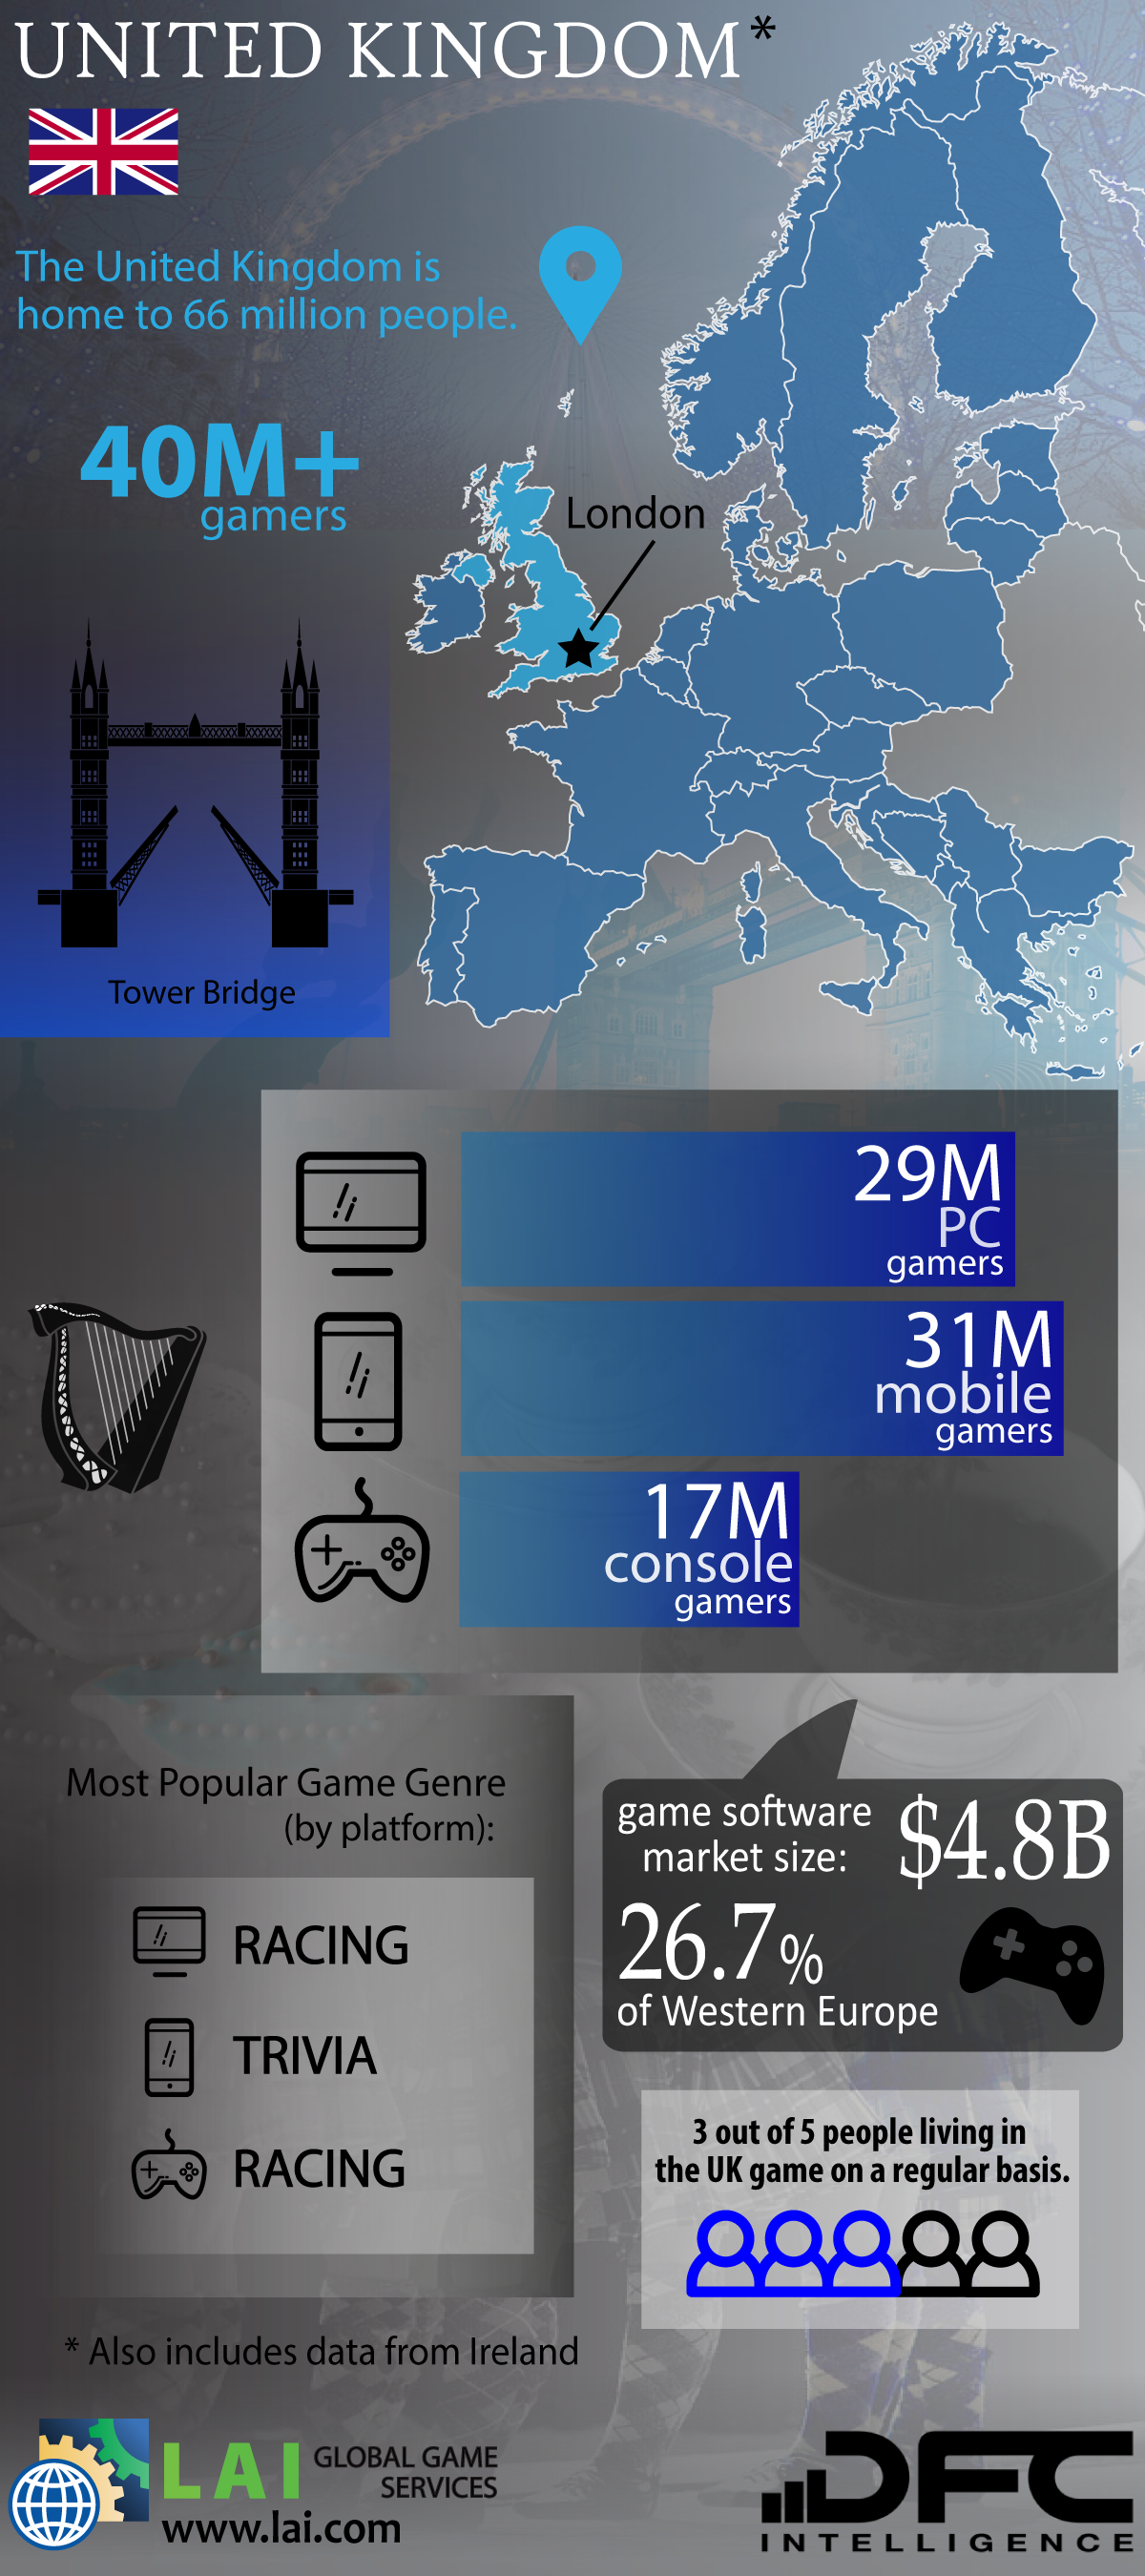 UNITED KINGDOM*
The United Kingdom is
home to 66 million people.
40M+
gamers
London
Tower Bridge
29M
PC
gamers
31M
mobile
gamers
17M
console
gamers
Most Popular Game Genre
(by platform):
RACING
TRIVIA
RACING
game software
market size:
$4.8B
26.7%
of Western Europe
3 out of 5 people living in
the UK game on a regular basis.
* Also includes data from Ireland
LAI GLOBAL GAME
SERVICES
www.lai.com
DFC
INTELLIGENCE